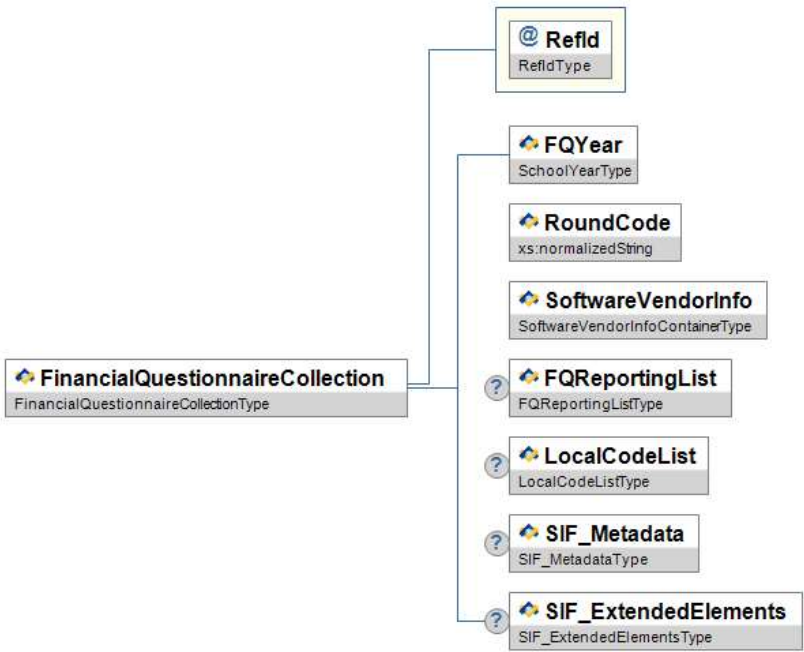 @ RefId
RefIdType
FQYear
SchoolYearType
RoundCode
xs:normalizedString
SoftwareVendorInfo
SoftwareVendorInfoContainerType
FinancialQuestionnaireCollection
FinancialQuestionnaireCollectionType
? FQReportingList
FQReportingListType
? LocalCodeList
LocalCodeListType
? SIF_Metadata
SIF_MetadataType
? SIF_ExtendedElements
SIF_ExtendedElementsType